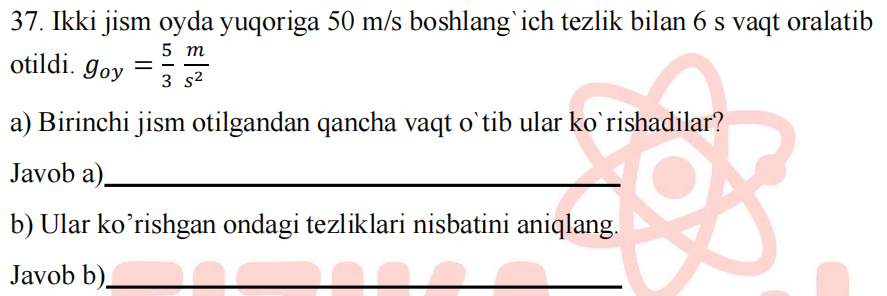 37. Ikki jism oyda yuqoriga 50 m/s boshlang`ich tezlik bilan 6 s vaqt oralatib
otildi. g_oy = 5/3 m/s²
a) Birinchi jism otilgandan qancha vaqt o`tib ular ko`rishadilar?
Javob a)
b) Ular ko’rishgan ondagi tezliklari nisbatini aniqlang.
Javob b)